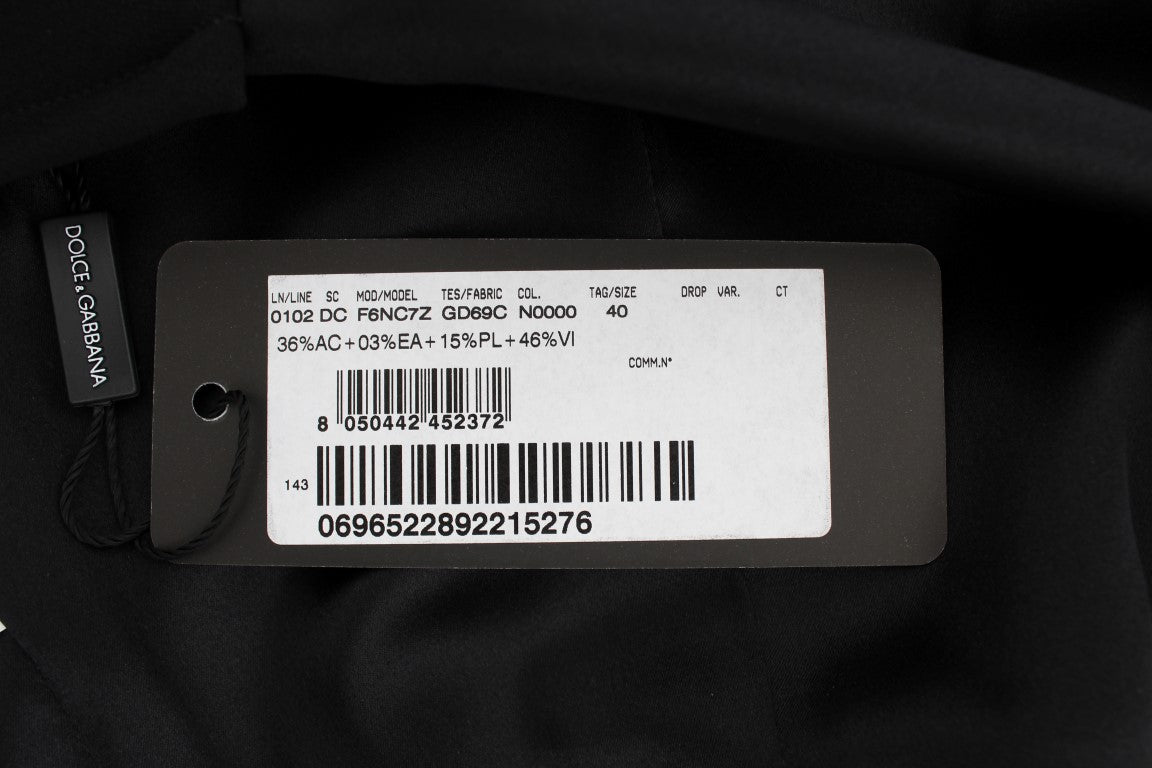 DOLCE & GABBANA
LN/LINE SC MOD/MODEL TES/FABRIC COL. TAG/SIZE DROP VAR. CT
0102 DC F6NC7Z GD69C N0000 40
36%AC+03%EA+15%PL+46%VI
COMM.N°
8 050442 452372
143
0696522892215276